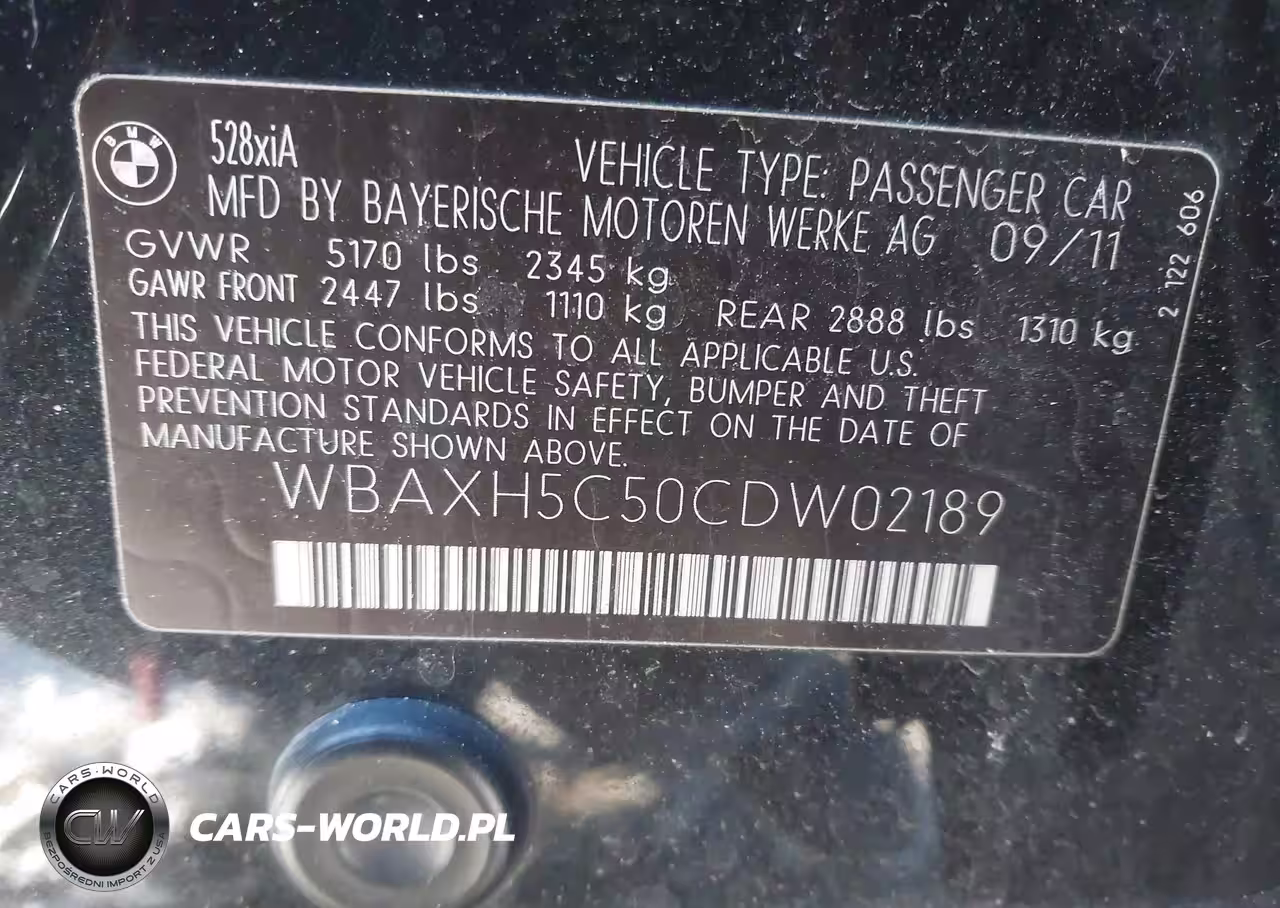 BMW
528xiA
VEHICLE TYPE: PASSENGER CAR
MFD BY BAYERISCHE MOTOREN WERKE AG 09/11
GVWR 5170 lbs 2345 kg
GAWR FRONT 2447 lbs 1110 kg REAR 2888 lbs 1310 kg
THIS VEHICLE CONFORMS TO ALL APPLICABLE U.S.
FEDERAL MOTOR VEHICLE SAFETY, BUMPER AND THEFT
PREVENTION STANDARDS IN EFFECT ON THE DATE OF
MANUFACTURE SHOWN ABOVE.
WBAXH5C50CDW02189
2 122 606
CARS-WORLD
CW
BEZPOŚREDNI IMPORT Z USA
CARS-WORLD.PL